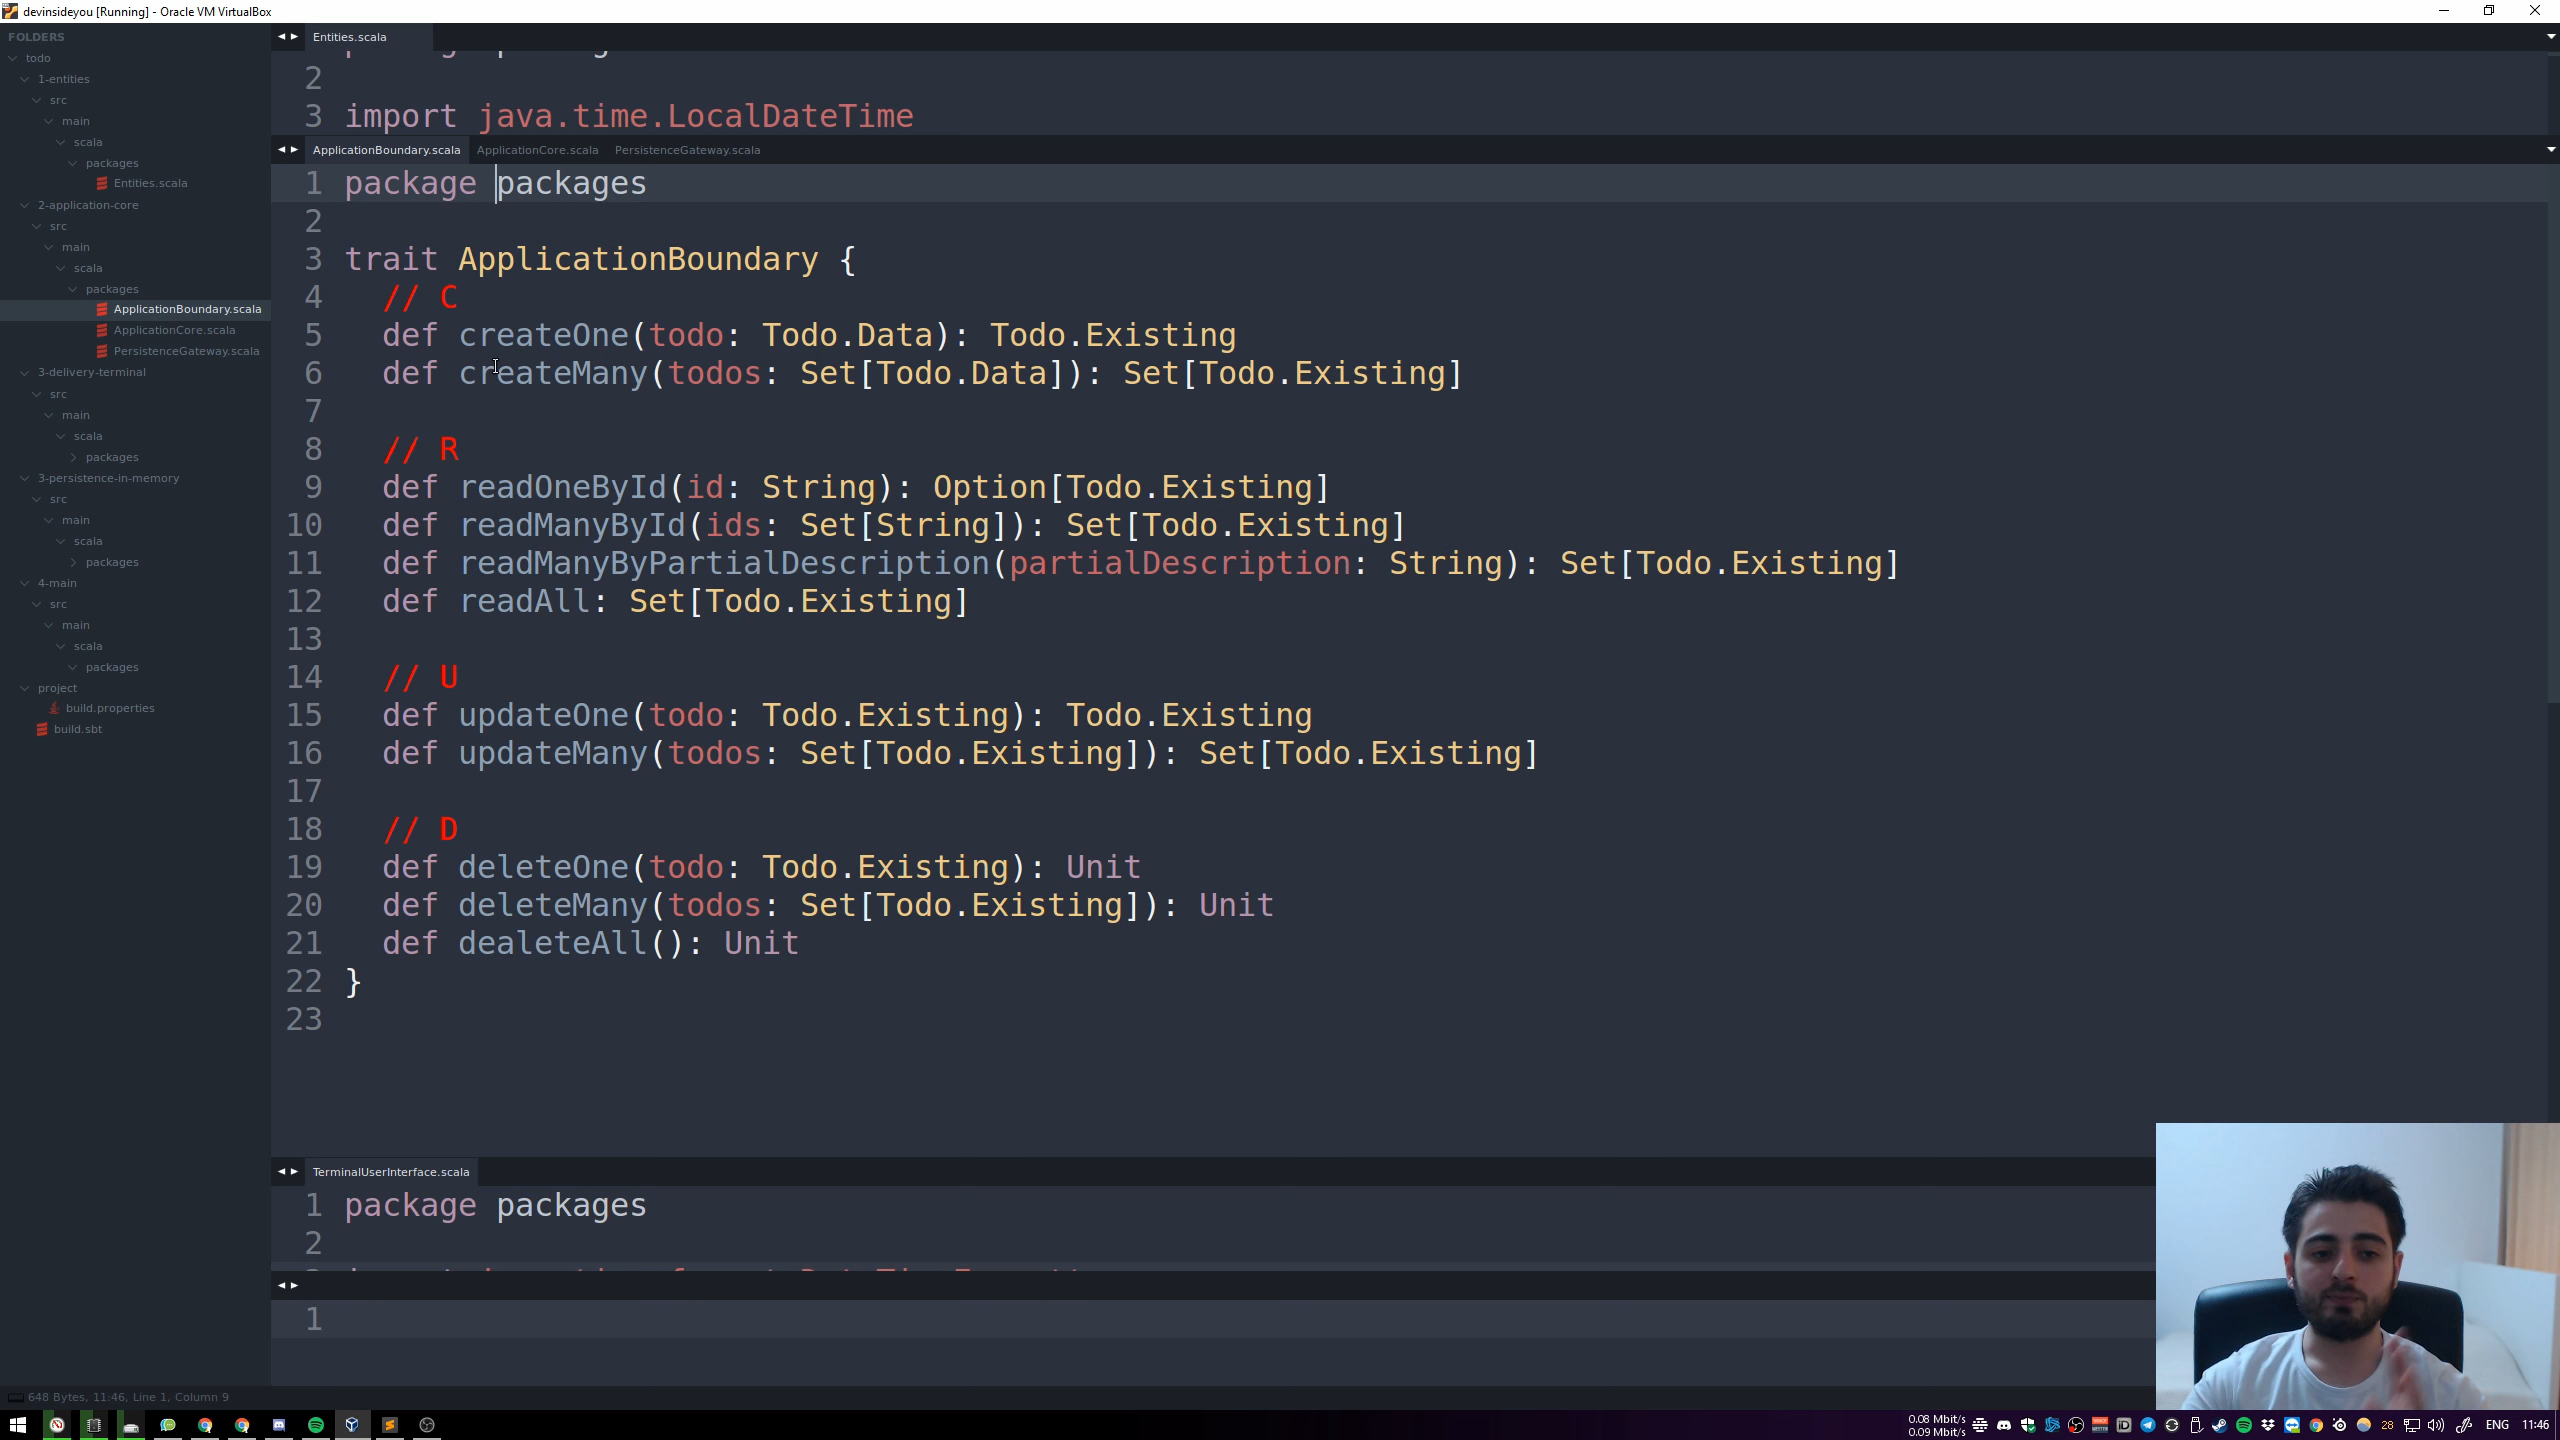 devinsideyou [Running] - Oracle VM VirtualBox
FOLDERS
todo
1-entities
src
main
scala
packages
Entities.scala
2-application-core
src
main
scala
packages
ApplicationBoundary.scala
ApplicationCore.scala
PersistenceGateway.scala
3-delivery-terminal
src
main
scala
packages
3-persistence-in-memory
src
main
scala
packages
4-main
src
main
scala
packages
project
build.properties
build.sbt
Entities.scala
2
3 import java.time.LocalDateTime
ApplicationBoundary.scala ApplicationCore.scala PersistenceGateway.scala
1 package packages
2
3 trait ApplicationBoundary {
4 // C
5 def createOne(todo: Todo.Data): Todo.Existing
6 def createMany(todos: Set[Todo.Data]): Set[Todo.Existing]
7
8 // R
9 def readOneById(id: String): Option[Todo.Existing]
10 def readManyById(ids: Set[String]): Set[Todo.Existing]
11 def readManyByPartialDescription(partialDescription: String): Set[Todo.Existing]
12 def readAll: Set[Todo.Existing]
13
14 // U
15 def updateOne(todo: Todo.Existing): Todo.Existing
16 def updateMany(todos: Set[Todo.Existing]): Set[Todo.Existing]
17
18 // D
19 def deleteOne(todo: Todo.Existing): Unit
20 def deleteMany(todos: Set[Todo.Existing]): Unit
21 def dealeteAll(): Unit
22 }
23
TerminalUserInterface.scala
1 package packages
2
1
648 Bytes, 11:46, Line 1, Column 9
0.08 Mbit/s
0.09 Mbit/s
28
ENG
11:46